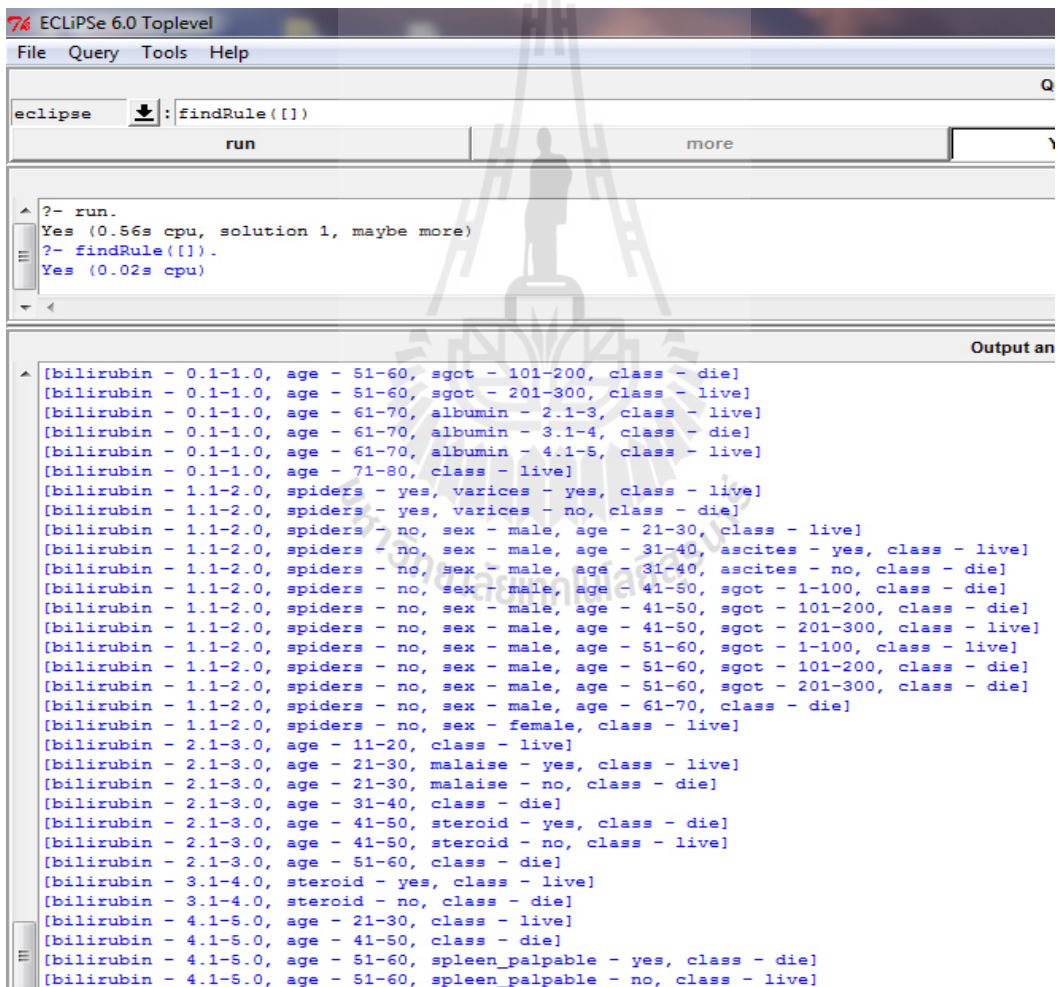 7% ECLiPSe 6.0 Toplevel
File Query Tools Help
eclipse : findRule([])
run more
?- run.
Yes (0.56s cpu, solution 1, maybe more)
?- findRule([]).
Yes (0.02s cpu)
Output an
[bilirubin - 0.1-1.0, age - 51-60, sgot - 101-200, class - die]
[bilirubin - 0.1-1.0, age - 51-60, sgot - 201-300, class - live]
[bilirubin - 0.1-1.0, age - 61-70, albumin - 2.1-3, class - live]
[bilirubin - 0.1-1.0, age - 61-70, albumin - 3.1-4, class - die]
[bilirubin - 0.1-1.0, age - 61-70, albumin - 4.1-5, class - live]
[bilirubin - 0.1-1.0, age - 71-80, class - live]
[bilirubin - 1.1-2.0, spiders - yes, varices - yes, class - live]
[bilirubin - 1.1-2.0, spiders - yes, varices - no, class - die]
[bilirubin - 1.1-2.0, spiders - no, sex - male, age - 21-30, class - live]
[bilirubin - 1.1-2.0, spiders - no, sex - male, age - 31-40, ascites - yes, class - live]
[bilirubin - 1.1-2.0, spiders - no, sex - male, age - 31-40, ascites - no, class - die]
[bilirubin - 1.1-2.0, spiders - no, sex - male, age - 41-50, sgot - 1-100, class - die]
[bilirubin - 1.1-2.0, spiders - no, sex - male, age - 41-50, sgot - 101-200, class - die]
[bilirubin - 1.1-2.0, spiders - no, sex - male, age - 41-50, sgot - 201-300, class - live]
[bilirubin - 1.1-2.0, spiders - no, sex - male, age - 51-60, sgot - 1-100, class - live]
[bilirubin - 1.1-2.0, spiders - no, sex - male, age - 51-60, sgot - 101-200, class - die]
[bilirubin - 1.1-2.0, spiders - no, sex - male, age - 51-60, sgot - 201-300, class - die]
[bilirubin - 1.1-2.0, spiders - no, sex - male, age - 61-70, class - die]
[bilirubin - 1.1-2.0, spiders - no, sex - female, class - live]
[bilirubin - 2.1-3.0, age - 11-20, class - live]
[bilirubin - 2.1-3.0, age - 21-30, malaise - yes, class - live]
[bilirubin - 2.1-3.0, age - 21-30, malaise - no, class - die]
[bilirubin - 2.1-3.0, age - 31-40, class - die]
[bilirubin - 2.1-3.0, age - 41-50, steroid - yes, class - die]
[bilirubin - 2.1-3.0, age - 41-50, steroid - no, class - live]
[bilirubin - 2.1-3.0, age - 51-60, class - die]
[bilirubin - 3.1-4.0, steroid - yes, class - live]
[bilirubin - 3.1-4.0, steroid - no, class - die]
[bilirubin - 4.1-5.0, age - 21-30, class - live]
[bilirubin - 4.1-5.0, age - 41-50, class - die]
[bilirubin - 4.1-5.0, age - 51-60, spleen_palpable - yes, class - die]
[bilirubin - 4.1-5.0, age - 51-60, spleen_palpable - no, class - live]